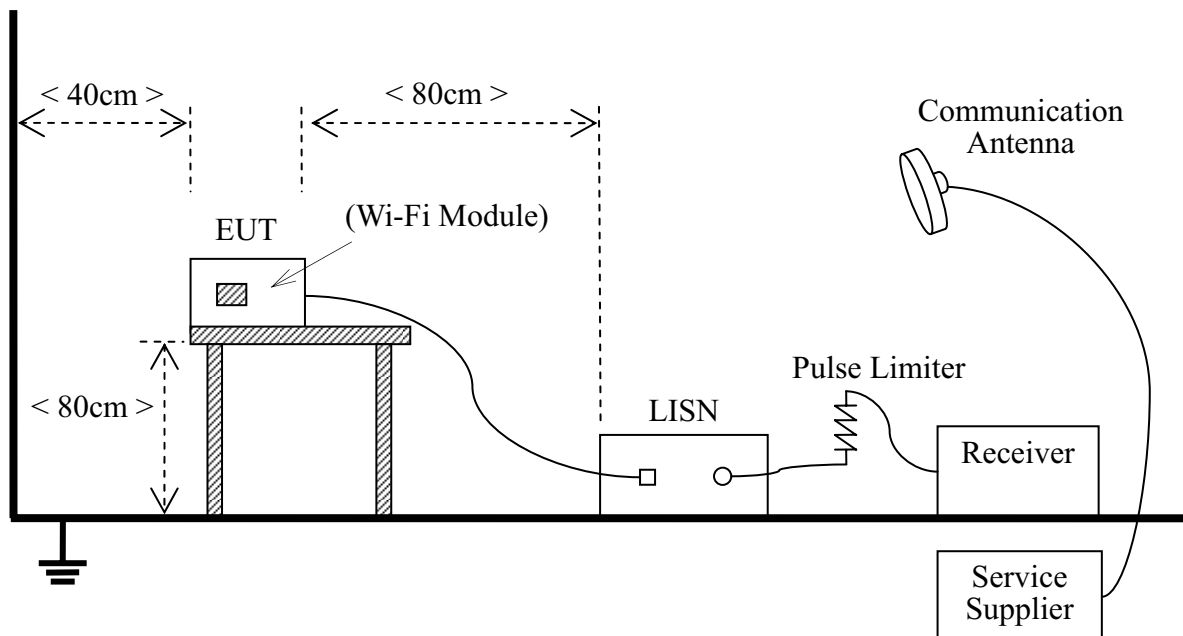 < 40cm >
< 80cm >
Communication
Antenna
(Wi-Fi Module)
EUT
Pulse Limiter
< 80cm >
LISN
Receiver
Service
Supplier